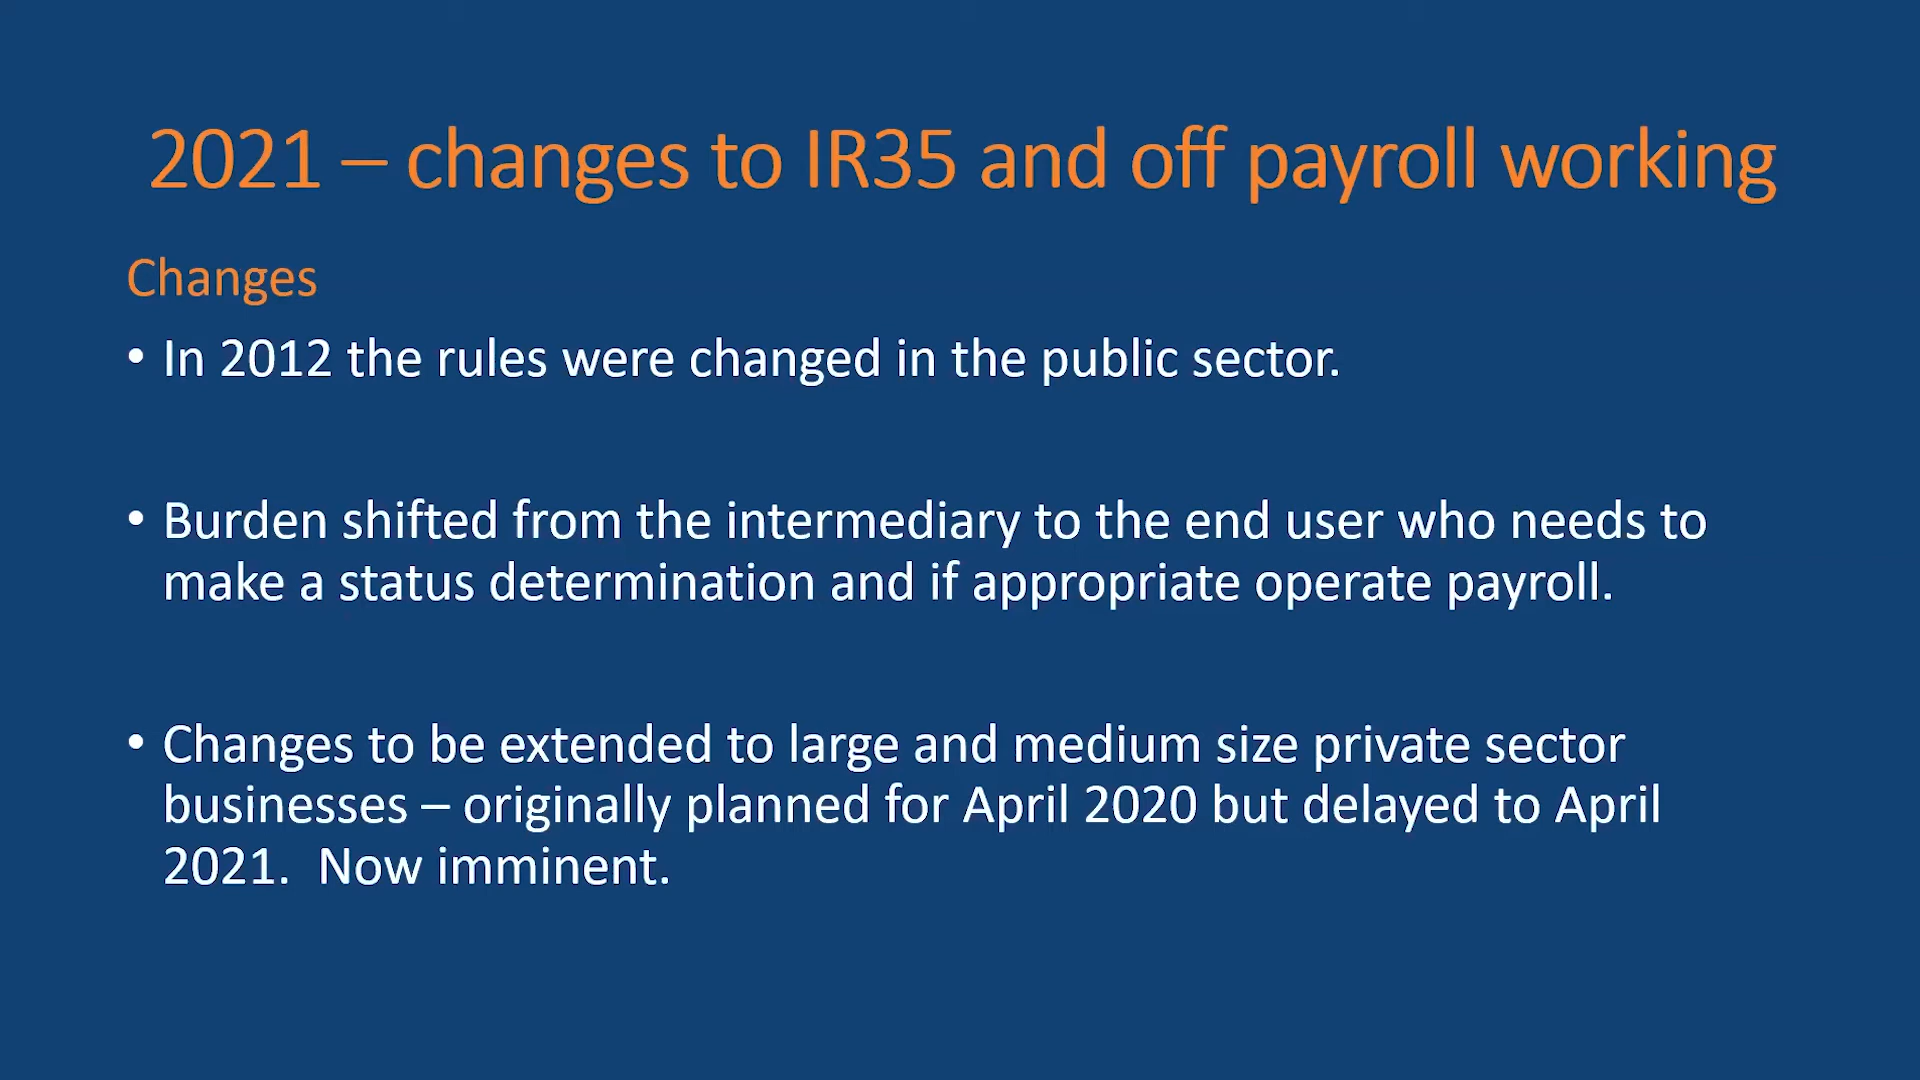 2021 – changes to IR35 and off payroll working
Changes
• In 2012 the rules were changed in the public sector.
• Burden shifted from the intermediary to the end user who needs to
make a status determination and if appropriate operate payroll.
• Changes to be extended to large and medium size private sector
businesses – originally planned for April 2020 but delayed to April
2021.  Now imminent.